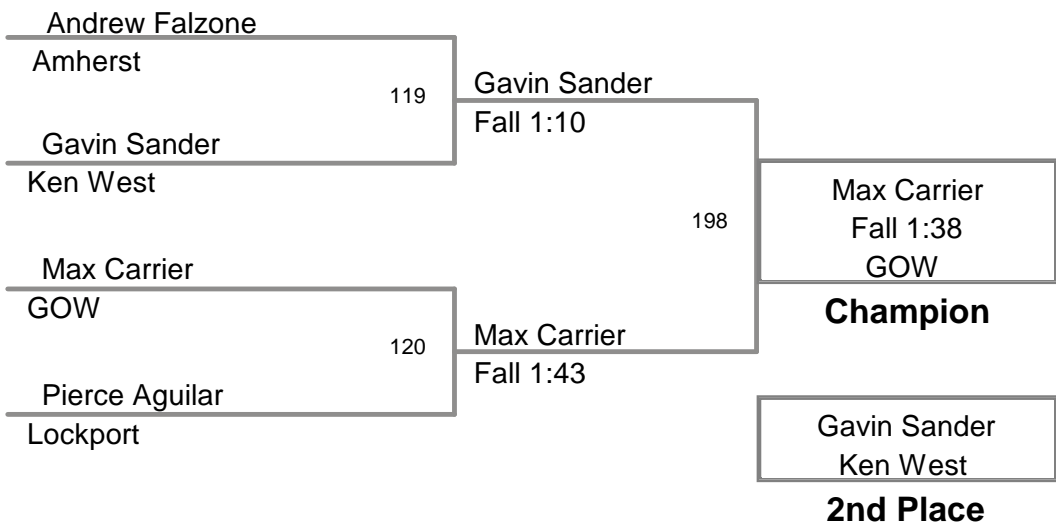 Andrew Falzone
Amherst
119
Gavin Sander
Fall 1:10
Gavin Sander
Ken West
198
Max Carrier
Fall 1:38
GOW
Champion
Max Carrier
GOW
120
Max Carrier
Fall 1:43
Pierce Aguilar
Lockport
Gavin Sander
Ken West
2nd Place